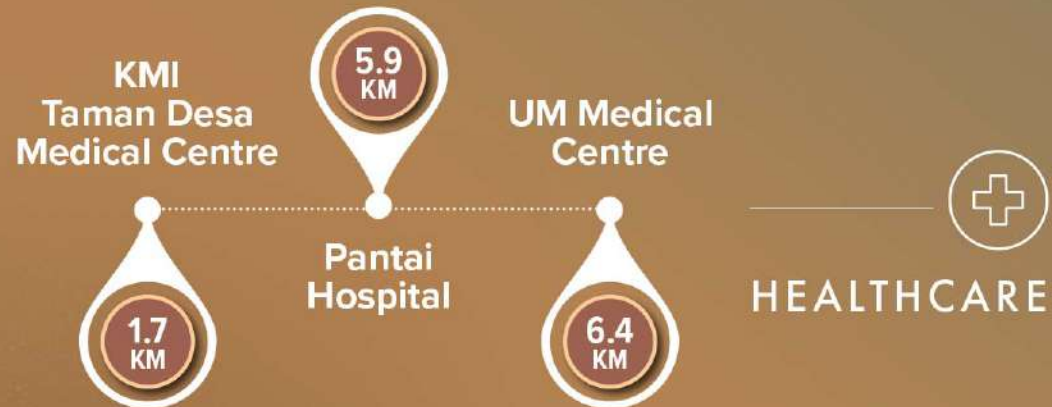 KMI
Taman Desa
Medical Centre
1.7
KM
5.9
KM
Pantai
Hospital
UM Medical
Centre
6.4
KM
HEALTHCARE